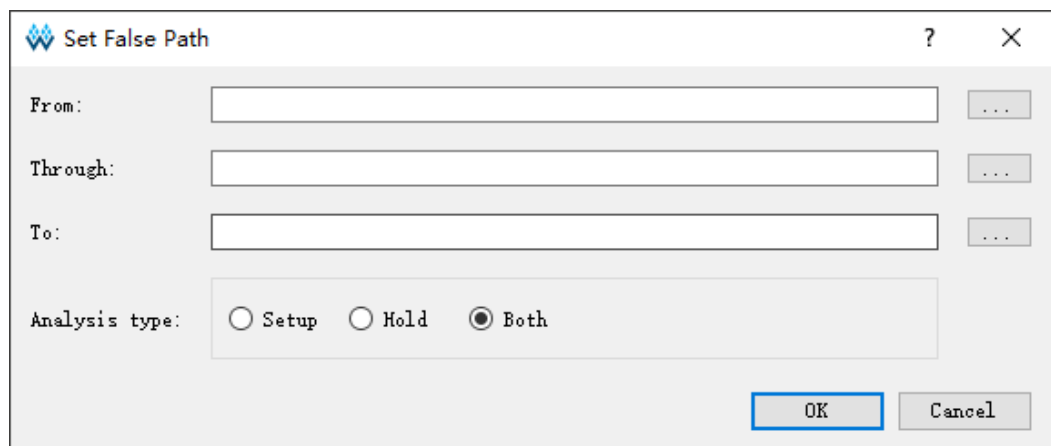 Set False Path ?
From: ...
Through: ...
To: ...
Analysis type: Setup Hold Both
OK Cancel